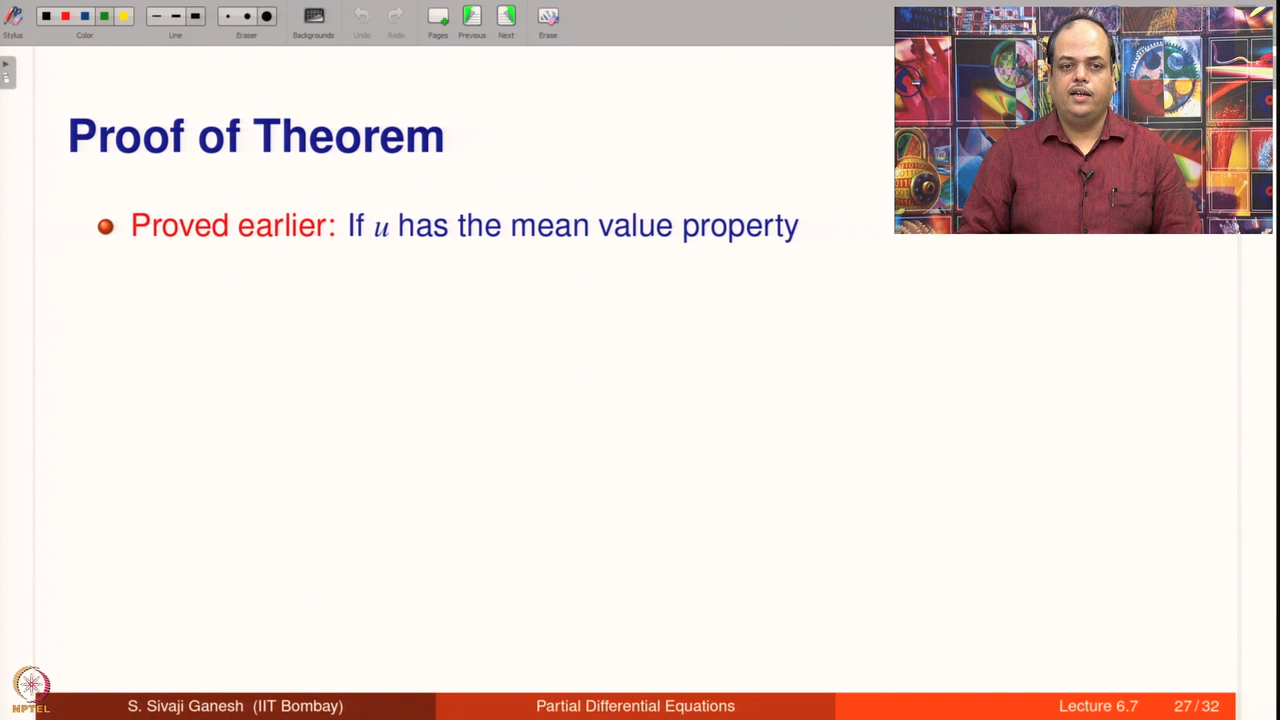 Stylus Color Line Eraser Backgrounds Undo Redo Pages Previous Next Erase
Proof of Theorem
Proved earlier: If u has the mean value property
NPTEL
S. Sivaji Ganesh (IIT Bombay) Partial Differential Equations Lecture 6.7 27/32